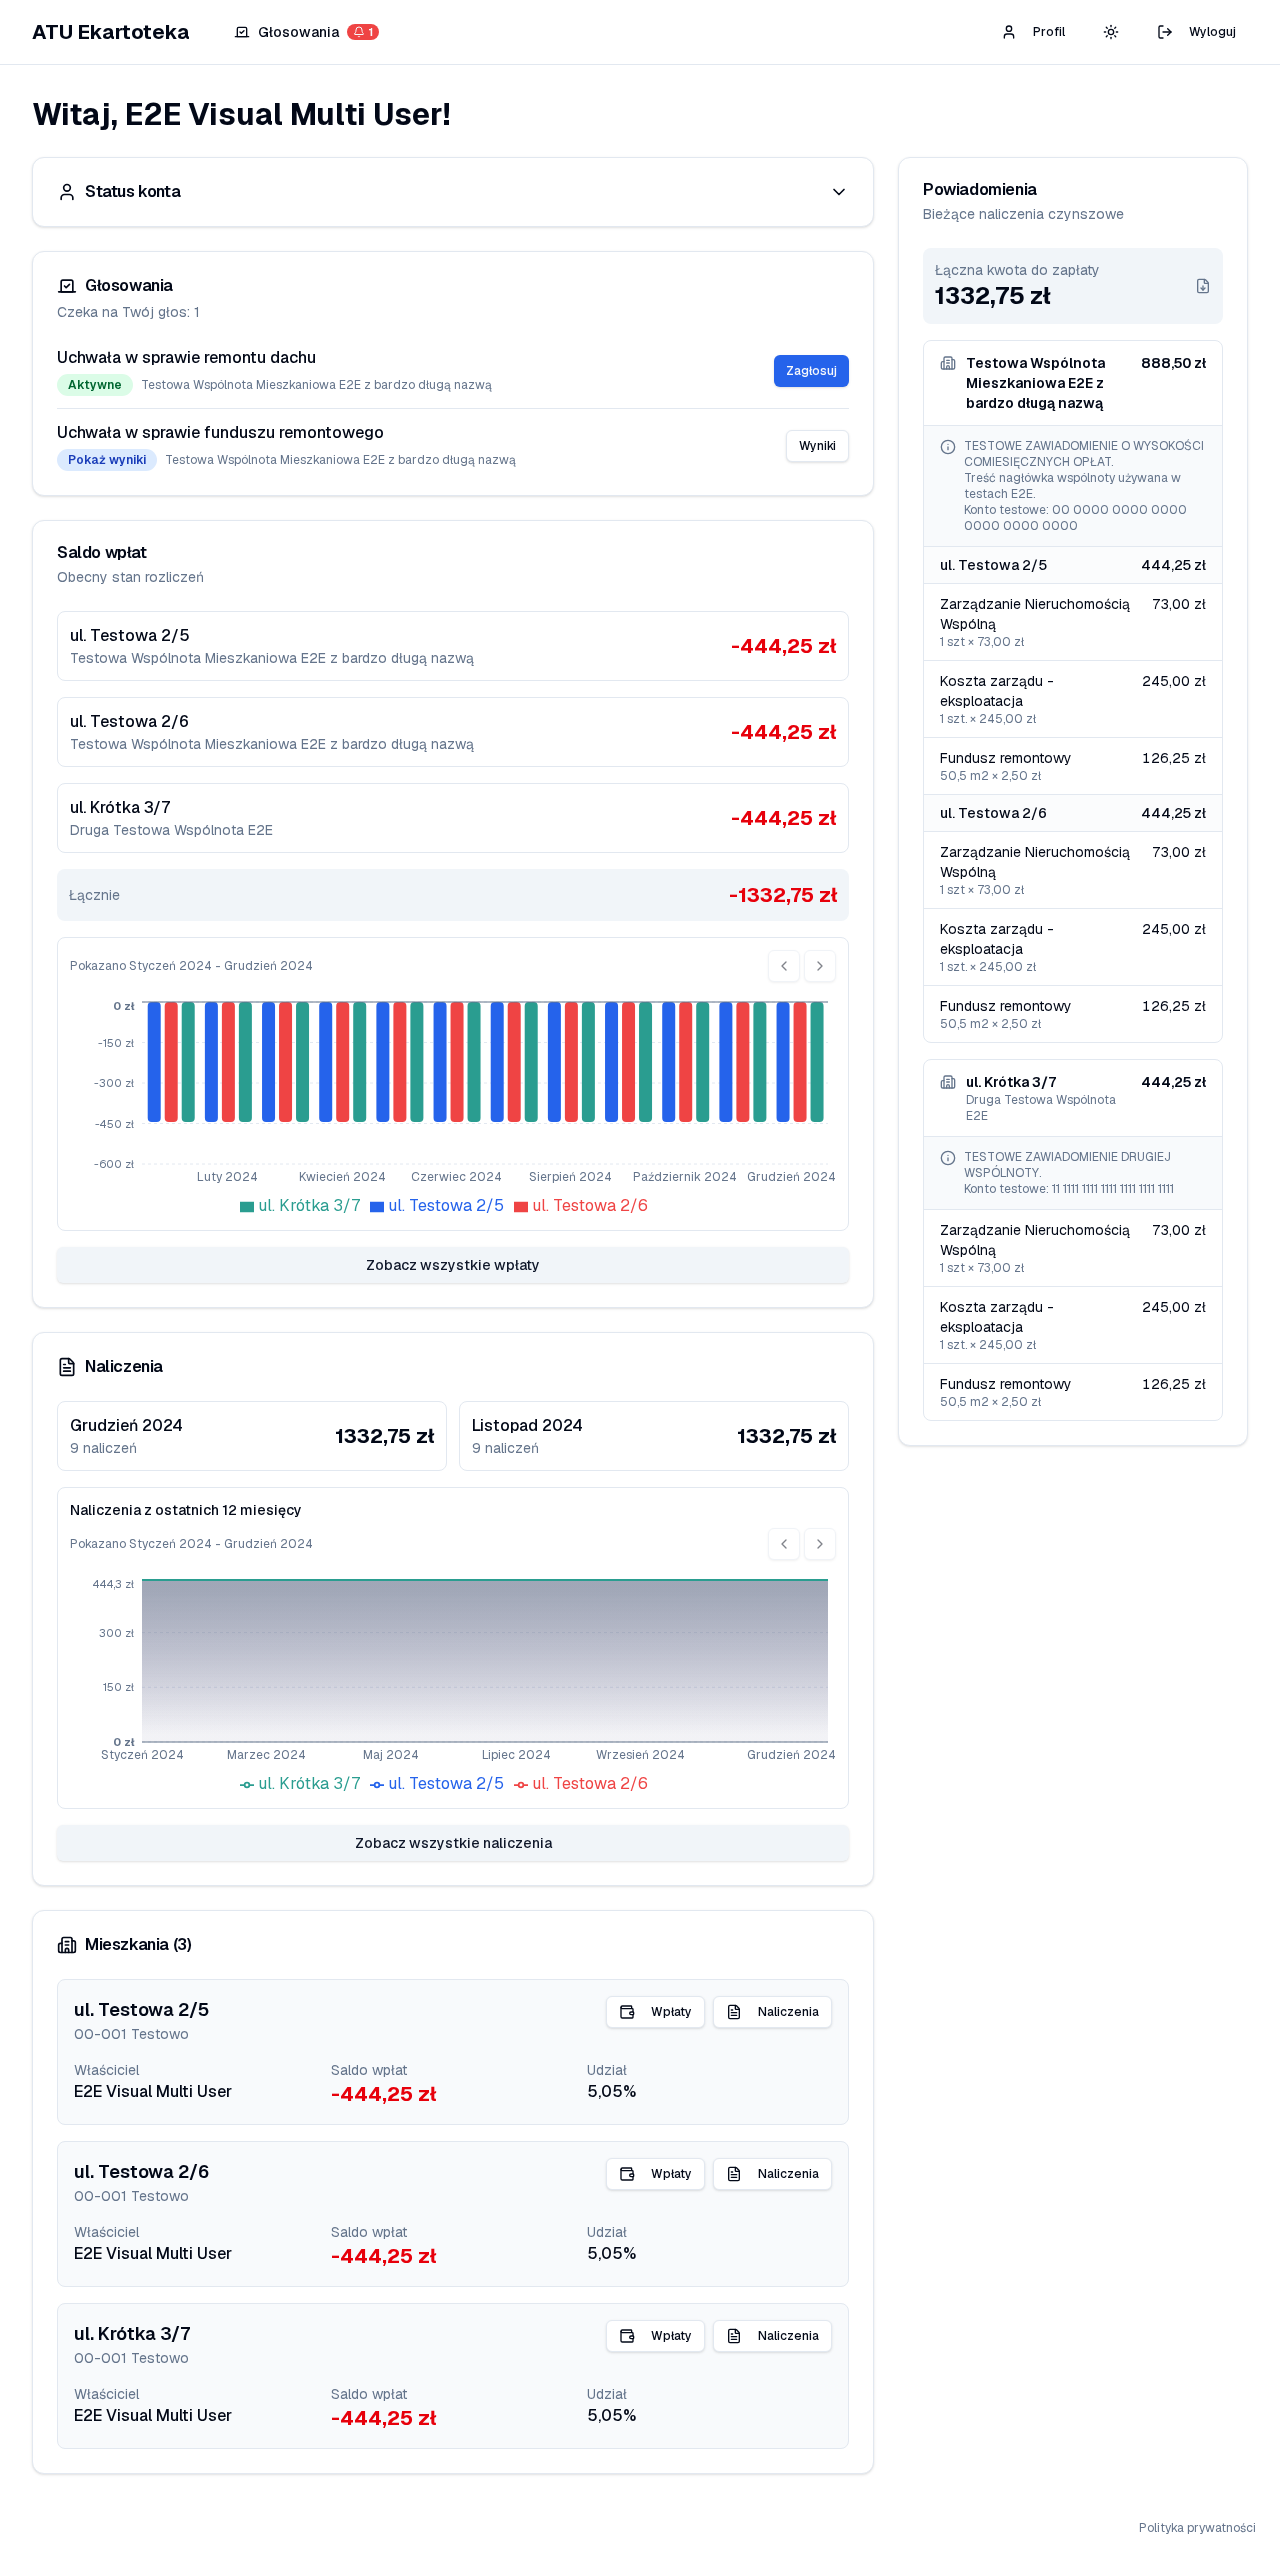 ATU Ekartoteka
Głosowania 1
Profil
Wyloguj
Witaj, E2E Visual Multi User!
Status konta
Głosowania
Czeka na Twój głos: 1
Uchwała w sprawie remontu dachu
Aktywne Testowa Wspólnota Mieszkaniowa E2E z bardzo długą nazwą
Zagłosuj
Uchwała w sprawie funduszu remontowego
Pokaż wyniki Testowa Wspólnota Mieszkaniowa E2E z bardzo długą nazwą
Wyniki
Saldo wpłat
Obecny stan rozliczeń
ul. Testowa 2/5
Testowa Wspólnota Mieszkaniowa E2E z bardzo długą nazwą
-444,25 zł
ul. Testowa 2/6
Testowa Wspólnota Mieszkaniowa E2E z bardzo długą nazwą
-444,25 zł
ul. Krótka 3/7
Druga Testowa Wspólnota E2E
-444,25 zł
Łącznie
-1332,75 zł
Pokazano Styczeń 2024 - Grudzień 2024
0 zł
-150 zł
-300 zł
-450 zł
-600 zł
Luty 2024 Kwiecień 2024 Czerwiec 2024 Sierpień 2024 Październik 2024 Grudzień 2024
ul. Krótka 3/7 ul. Testowa 2/5 ul. Testowa 2/6
Zobacz wszystkie wpłaty
Naliczenia
Grudzień 2024
9 naliczeń
1332,75 zł
Listopad 2024
9 naliczeń
1332,75 zł
Naliczenia z ostatnich 12 miesięcy
Pokazano Styczeń 2024 - Grudzień 2024
444,3 zł
300 zł
150 zł
0 zł
Styczeń 2024 Marzec 2024 Maj 2024 Lipiec 2024 Wrzesień 2024 Grudzień 2024
ul. Krótka 3/7 ul. Testowa 2/5 ul. Testowa 2/6
Zobacz wszystkie naliczenia
Mieszkania (3)
ul. Testowa 2/5
00-001 Testowo
Wpłaty Naliczenia
Właściciel Saldo wpłat Udział
E2E Visual Multi User -444,25 zł 5,05%
ul. Testowa 2/6
00-001 Testowo
Wpłaty Naliczenia
Właściciel Saldo wpłat Udział
E2E Visual Multi User -444,25 zł 5,05%
ul. Krótka 3/7
00-001 Testowo
Wpłaty Naliczenia
Właściciel Saldo wpłat Udział
E2E Visual Multi User -444,25 zł 5,05%
Powiadomienia
Bieżące naliczenia czynszowe
Łączna kwota do zapłaty
1332,75 zł
Testowa Wspólnota 888,50 zł
Mieszkaniowa E2E z
bardzo długą nazwą
TESTOWE ZAWIADOMIENIE O WYSOKOŚCI
COMIESIĘCZNYCH OPŁAT.
Treść nagłówka wspólnoty używana w
testach E2E.
Konto testowe: 00 0000 0000 0000
0000 0000 0000
ul. Testowa 2/5 444,25 zł
Zarządzanie Nieruchomością 73,00 zł
Wspólną
1 szt × 73,00 zł
Koszta zarządu - 245,00 zł
eksploatacja
1 szt. × 245,00 zł
Fundusz remontowy 126,25 zł
50,5 m2 × 2,50 zł
ul. Testowa 2/6 444,25 zł
Zarządzanie Nieruchomością 73,00 zł
Wspólną
1 szt × 73,00 zł
Koszta zarządu - 245,00 zł
eksploatacja
1 szt. × 245,00 zł
Fundusz remontowy 126,25 zł
50,5 m2 × 2,50 zł
ul. Krótka 3/7 444,25 zł
Druga Testowa Wspólnota
E2E
TESTOWE ZAWIADOMIENIE DRUGIEJ
WSPÓLNOTY.
Konto testowe: 11 1111 1111 1111 1111 1111 1111
Zarządzanie Nieruchomością 73,00 zł
Wspólną
1 szt × 73,00 zł
Koszta zarządu - 245,00 zł
eksploatacja
1 szt. × 245,00 zł
Fundusz remontowy 126,25 zł
50,5 m2 × 2,50 zł
Polityka prywatności